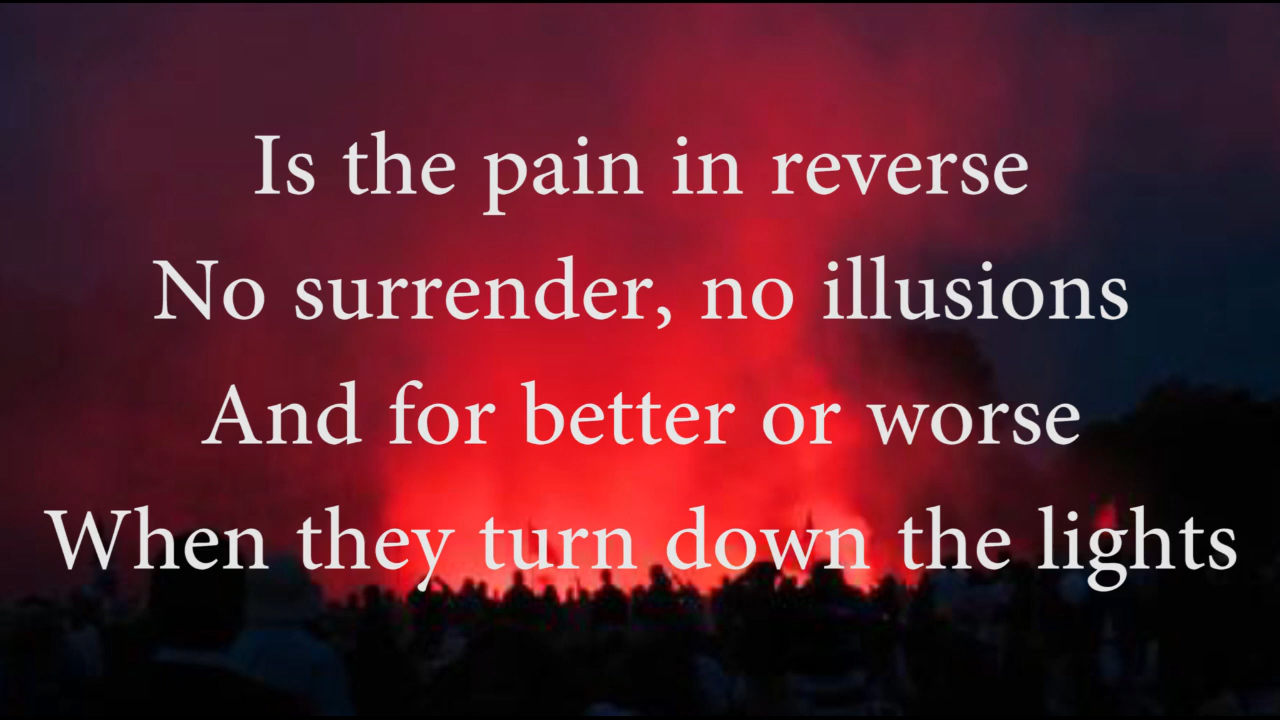 Is the pain in reverse
No surrender, no illusions
And for better or worse
When they turn down the lights